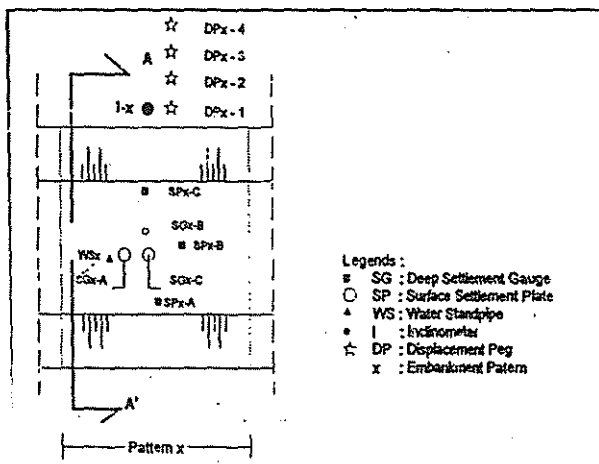 DPx - 4
A DPx - 3
DPx - 2
I-x DPx - 1
SPx-C
SGx-B
SPx-B
WSx
SGx-A SGx-C
SPx-A
A'
Pattern x
Legends :
SG : Deep Settlement Gauge
SP : Surface Settlement Plate
WS : Water Standpipe
I : Inclinometer
DP : Displacement Peg
x : Embankment Patern